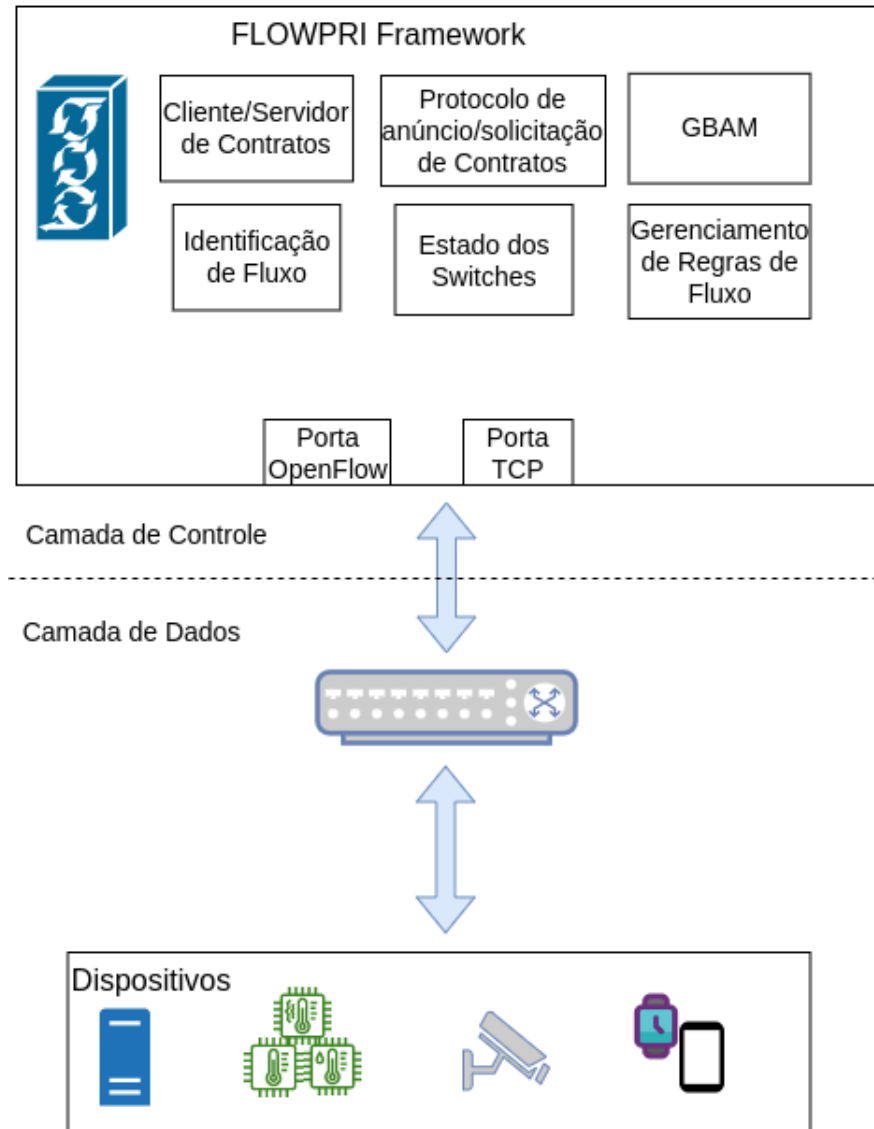 FLOWPRI Framework
Cliente/Servidor
de Contratos
Protocolo de
anúncio/solicitação
de Contratos
GBAM
Identificação
de Fluxo
Estado dos
Switches
Gerenciamento
de Regras de
Fluxo
Porta
OpenFlow
Porta
TCP
Camada de Controle
Camada de Dados
Dispositivos